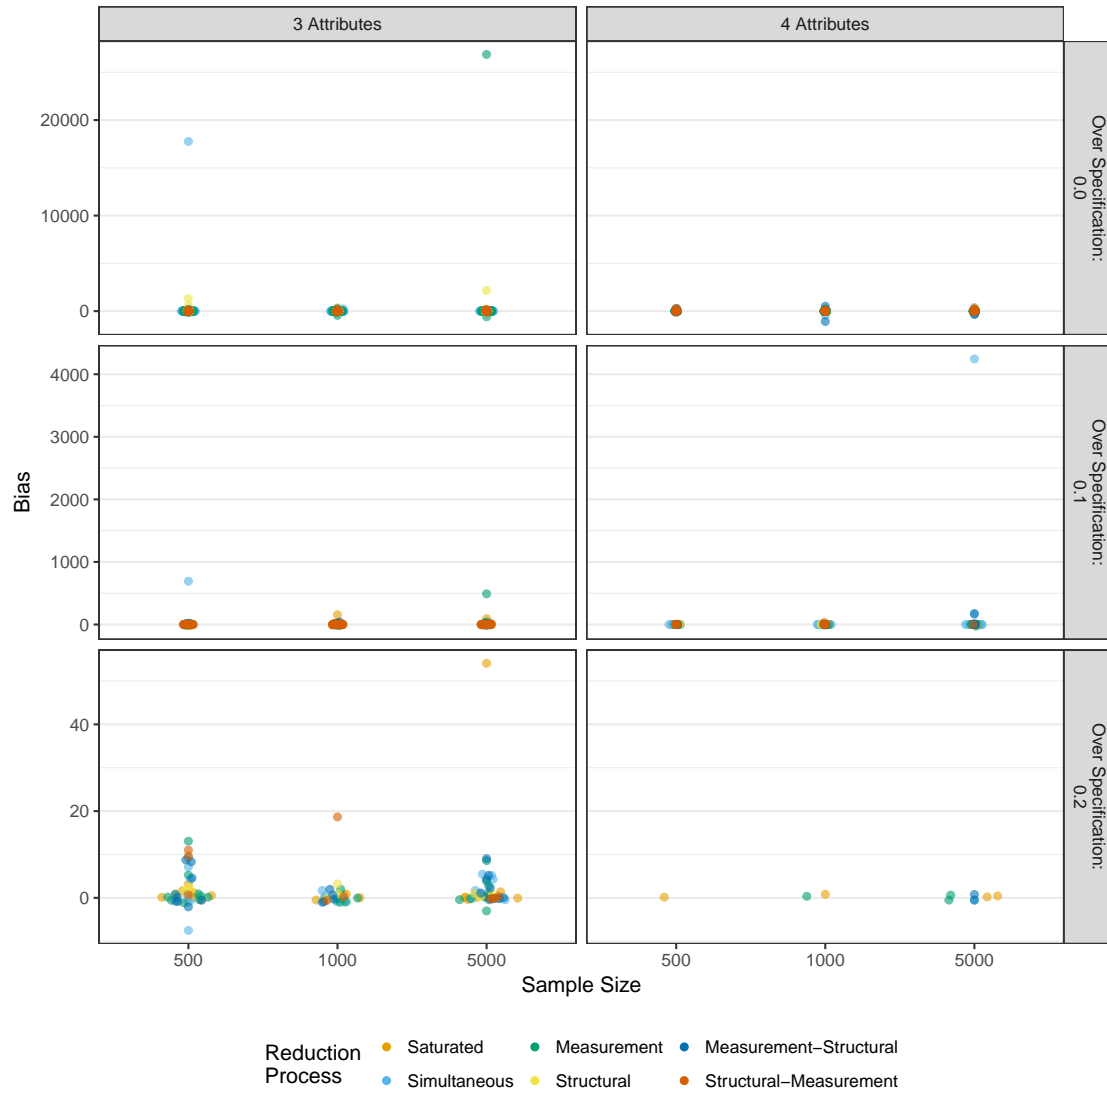 3 Attributes
4 Attributes
20000
10000
0
Over Specification:
0.0
4000
3000
2000
1000
0
Over Specification:
0.1
40
20
0
Over Specification:
0.2
Bias
500
1000
5000
500
1000
5000
Sample Size
Reduction
Process
Saturated
Measurement
Measurement−Structural
Simultaneous
Structural
Structural−Measurement